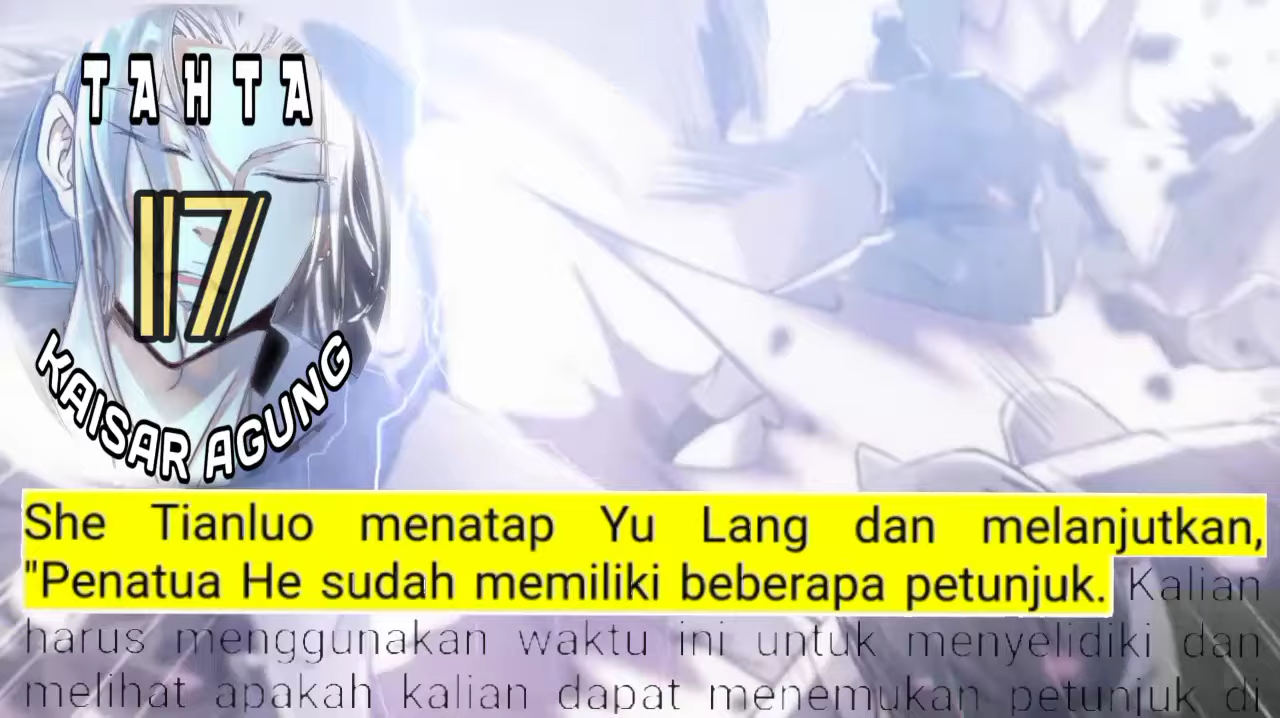 TAHTA
17
KAISAR AGUNG
She Tianluo menatap Yu Lang dan melanjutkan,
"Penatua He sudah memiliki beberapa petunjuk. Kalian
harus menggunakan waktu ini untuk menyelidiki dan
melihat apakah kalian dapat menemukan petunjuk di